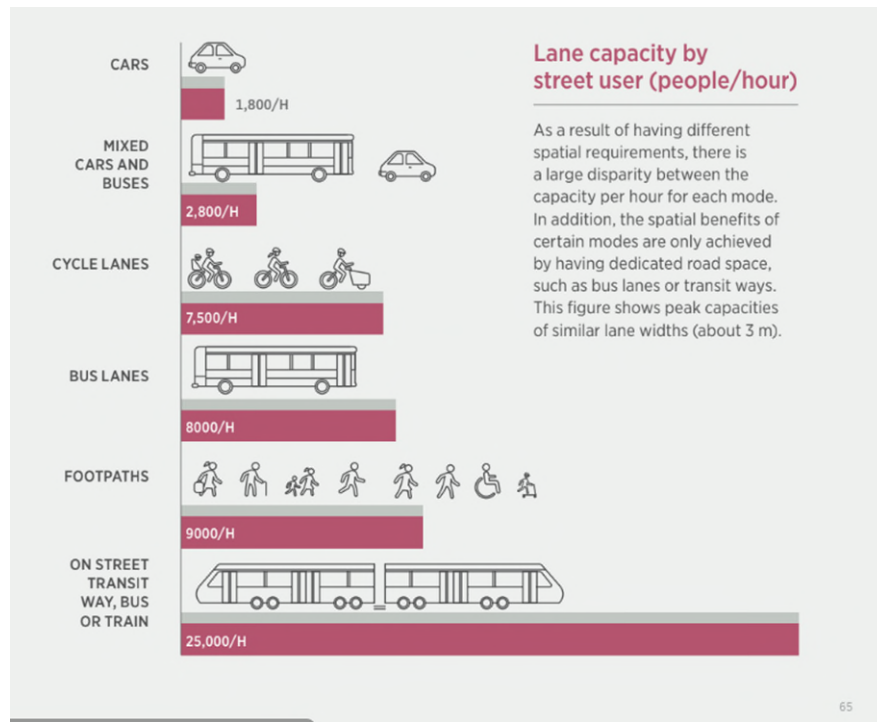 CARS
1,800/H
MIXED
CARS AND
BUSES
2,800/H
CYCLE LANES
7,500/H
BUS LANES
8000/H
FOOTPATHS
9000/H
ON STREET
TRANSIT
WAY, BUS
OR TRAIN
25,000/H
Lane capacity by
street user (people/hour)
As a result of having different
spatial requirements, there is
a large disparity between the
capacity per hour for each mode.
In addition, the spatial benefits of
certain modes are only achieved
by having dedicated road space,
such as bus lanes or transit ways.
This figure shows peak capacities
of similar lane widths (about 3 m).
65